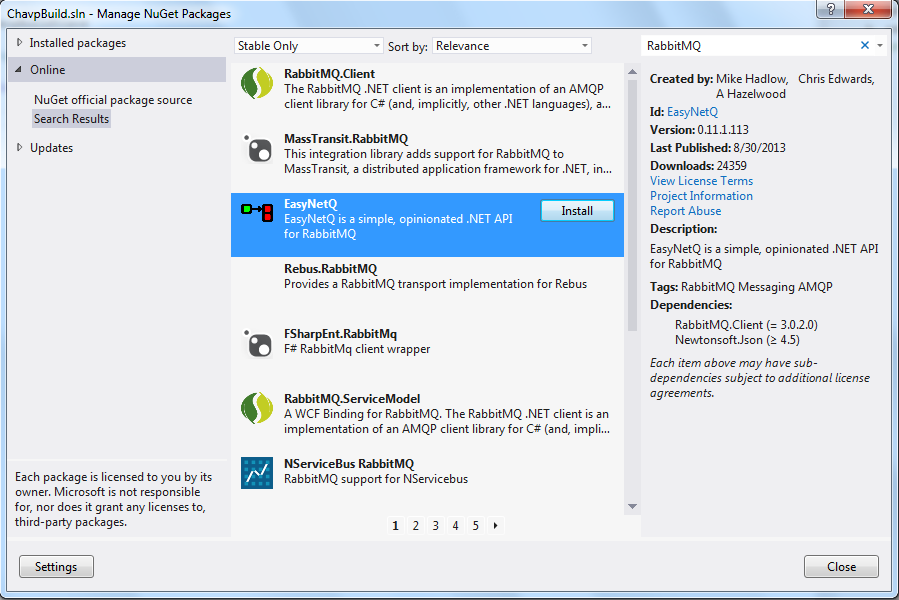 ChavpBuild.sln - Manage NuGet Packages
Installed packages
Online
NuGet official package source
Search Results
Updates
Each package is licensed to you by its
owner. Microsoft is not responsible
for, nor does it grant any licenses to,
third-party packages.
Stable Only
Sort by: Relevance
RabbitMQ.Client
The RabbitMQ .NET client is an implementation of an AMQP
client library for C# (and, implicitly, other .NET languages), a...
MassTransit.RabbitMQ
This integration library adds support for RabbitMQ to
MassTransit, a distributed application framework for .NET, in...
EasyNetQ
EasyNetQ is a simple, opinionated .NET API
for RabbitMQ
Install
Rebus.RabbitMQ
Provides a RabbitMQ transport implementation for Rebus
FSharpEnt.RabbitMq
F# RabbitMq client wrapper
RabbitMQ.ServiceModel
A WCF Binding for RabbitMQ. The RabbitMQ .NET client is an
implementation of an AMQP client library for C# (and, impli...
NServiceBus RabbitMQ
RabbitMQ support for NServicebus
1 2 3 4 5
RabbitMQ
Created by: Mike Hadlow, Chris Edwards,
A Hazelwood
Id: EasyNetQ
Version: 0.11.1.113
Last Published: 8/30/2013
Downloads: 24359
View License Terms
Project Information
Report Abuse
Description:
EasyNetQ is a simple, opinionated .NET API
for RabbitMQ
Tags: RabbitMQ Messaging AMQP
Dependencies:
RabbitMQ.Client (= 3.0.2.0)
Newtonsoft.Json (≥ 4.5)
Each item above may have sub-
dependencies subject to additional license
agreements.
Settings
Close